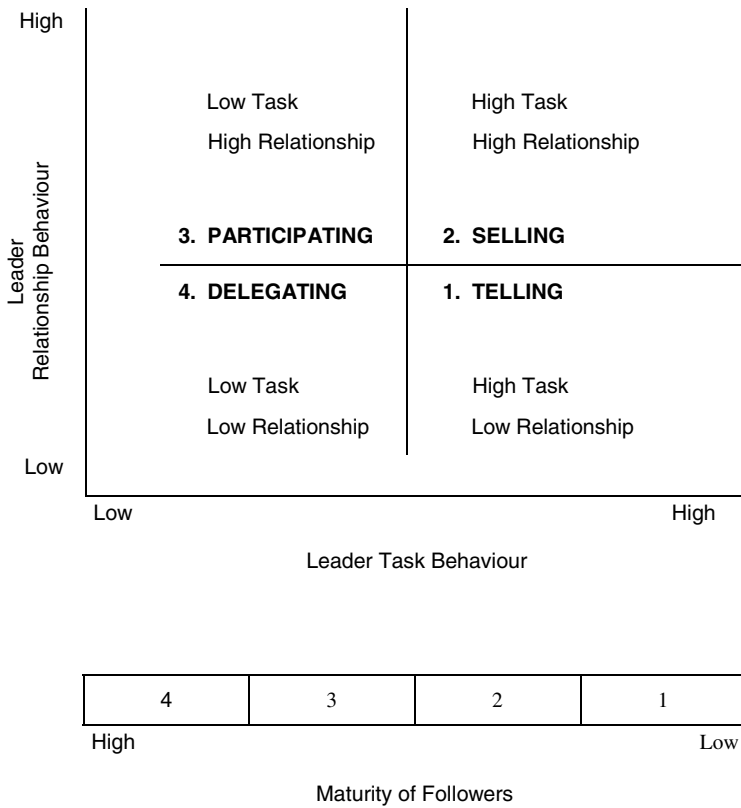 High
Low Task
High Task
High Relationship
High Relationship
Leader
Relationship Behaviour
3. PARTICIPATING
2. SELLING
4. DELEGATING
1. TELLING
Low Task
High Task
Low Relationship
Low Relationship
Low
Low
High
Leader Task Behaviour
4
3
2
1
High
Low
Maturity of Followers